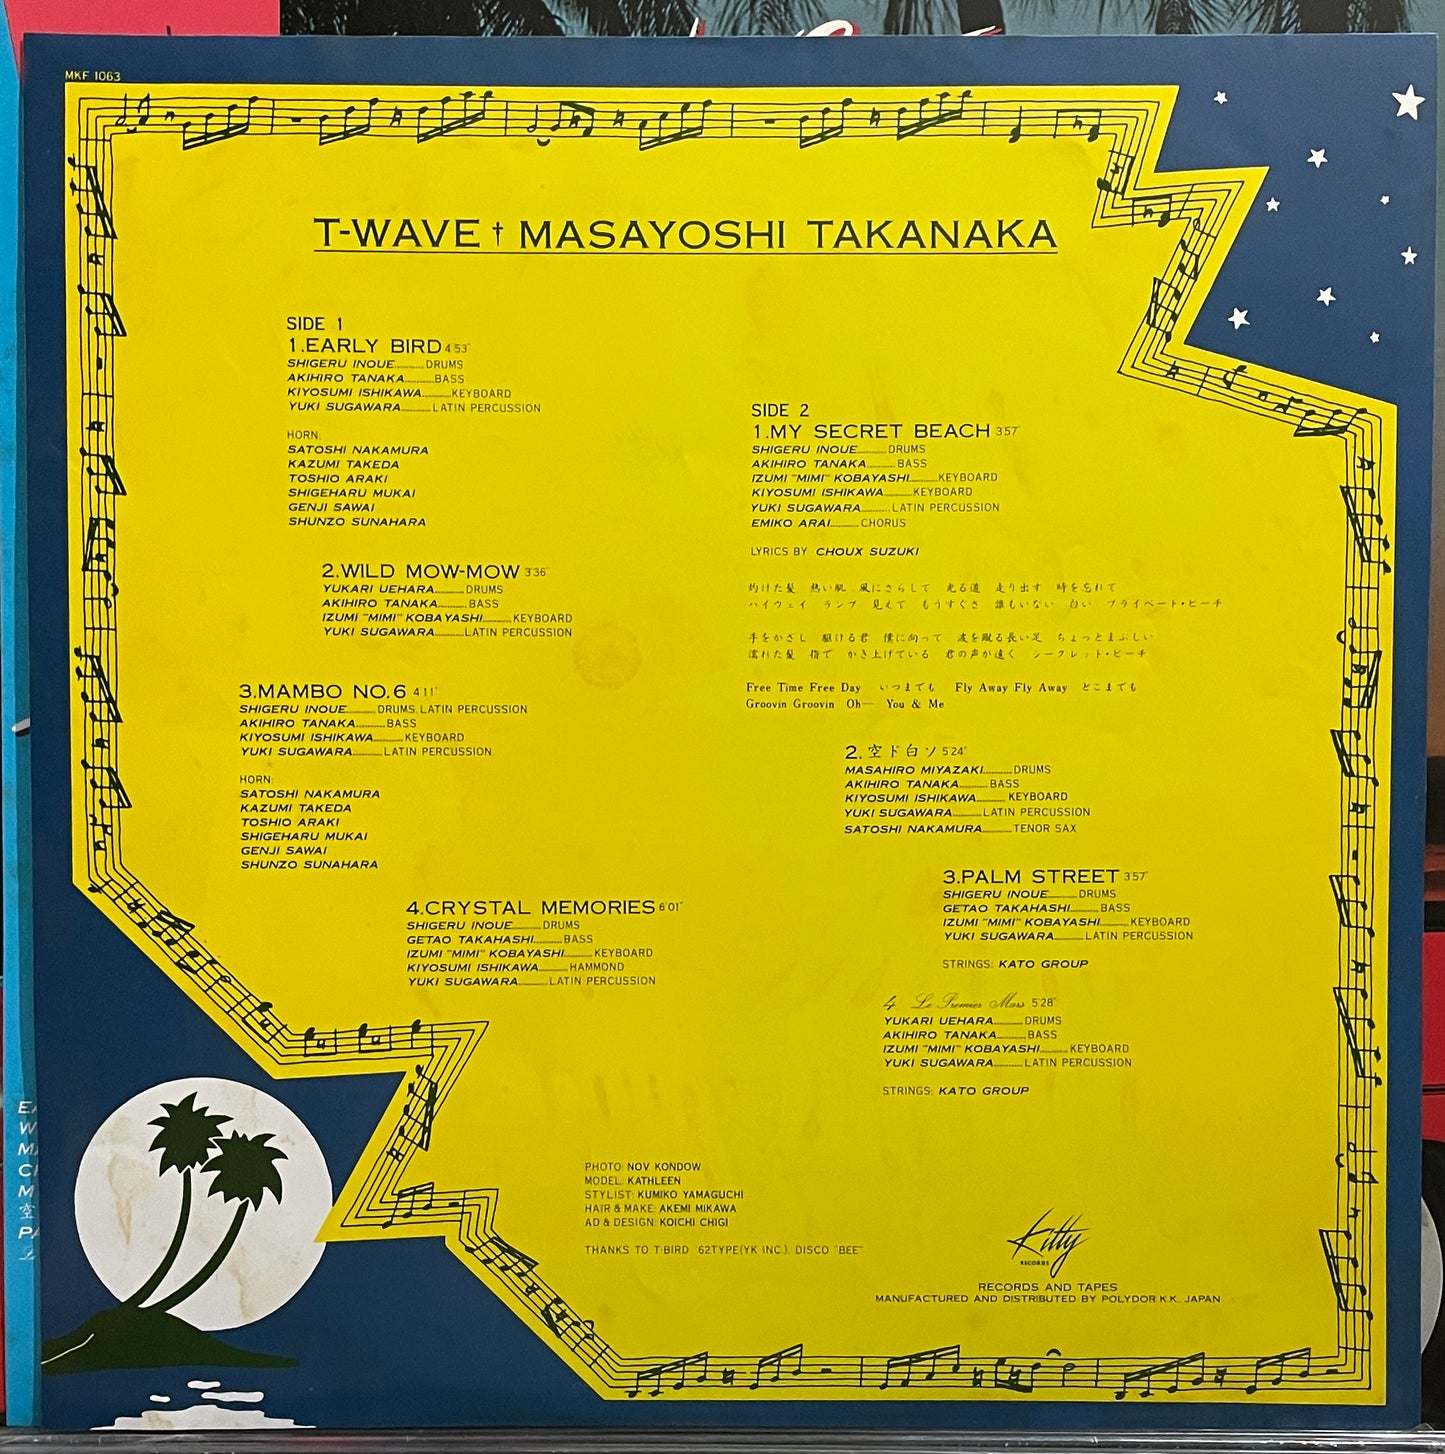 MKF 1063
T-WAVE † MASAYOSHI TAKANAKA
SIDE 1
1.EARLY BIRD 4'53"
SHIGERU INOUE............DRUMS
AKIHIRO TANAKA............BASS
KIYOSUMI ISHIKAWA............KEYBOARD
YUKI SUGAWARA............LATIN PERCUSSION
HORN:
SATOSHI NAKAMURA
KAZUMI TAKEDA
TOSHIO ARAKI
SHIGEHARU MUKAI
GENJI SAWAI
SHUNZO SUNAHARA
2.WILD MOW-MOW 3'36"
YUKARI UEHARA............DRUMS
AKIHIRO TANAKA............BASS
IZUMI "MIMI" KOBAYASHI............KEYBOARD
YUKI SUGAWARA............LATIN PERCUSSION
3.MAMBO NO.6 4'11"
SHIGERU INOUE............DRUMS, LATIN PERCUSSION
AKIHIRO TANAKA............BASS
KIYOSUMI ISHIKAWA............KEYBOARD
YUKI SUGAWARA............LATIN PERCUSSION
HORN:
SATOSHI NAKAMURA
KAZUMI TAKEDA
TOSHIO ARAKI
SHIGEHARU MUKAI
GENJI SAWAI
SHUNZO SUNAHARA
4.CRYSTAL MEMORIES 6'01"
SHIGERU INOUE............DRUMS
GETAO TAKAHASHI............BASS
IZUMI "MIMI" KOBAYASHI............KEYBOARD
KIYOSUMI ISHIKAWA............HAMMOND
YUKI SUGAWARA............LATIN PERCUSSION
SIDE 2
1.MY SECRET BEACH 3'57"
SHIGERU INOUE............DRUMS
AKIHIRO TANAKA............BASS
IZUMI "MIMI" KOBAYASHI............KEYBOARD
KIYOSUMI ISHIKAWA............KEYBOARD
YUKI SUGAWARA............LATIN PERCUSSION
EMIKO ARAI............CHORUS
LYRICS BY CHOUX SUZUKI
灼けた髪 熱い肌 風にさらして 光る道 走り出す 時を忘れて
ハイウェイ ランプ 見えて もうすぐさ 誰もいない 白い プライベート・ビーチ
手をかざし 駆ける君 僕に向って 波を蹴る長い足 ちょっとまぶしい
濡れた髪 指で かき上げている 君の声が遠く シークレット・ビーチ
Free Time Free Day いつまでも Fly Away Fly Away どこまでも
Groovin Groovin Oh— You & Me
2. 空ド白ソ 5'24"
MASAHIRO MIYAZAKI............DRUMS
AKIHIRO TANAKA............BASS
KIYOSUMI ISHIKAWA............KEYBOARD
YUKI SUGAWARA............LATIN PERCUSSION
SATOSHI NAKAMURA............TENOR SAX
3.PALM STREET 3'57"
SHIGERU INOUE............DRUMS
GETAO TAKAHASHI............BASS
IZUMI "MIMI" KOBAYASHI............KEYBOARD
YUKI SUGAWARA............LATIN PERCUSSION
STRINGS: KATO GROUP
4 Le Premier Mars 5'28"
YUKARI UEHARA............DRUMS
AKIHIRO TANAKA............BASS
IZUMI "MIMI" KOBAYASHI............KEYBOARD
YUKI SUGAWARA............LATIN PERCUSSION
STRINGS: KATO GROUP
PHOTO: NOV KONDOW
MODEL: KATHLEEN
STYLIST: KUMIKO YAMAGUCHI
HAIR & MAKE: AKEMI MIKAWA
AD & DESIGN: KOICHI CHIGI
THANKS TO T-BIRD '62TYPE(YK INC.), DISCO "BEE"
Kitty
RECORDS
RECORDS AND TAPES
MANUFACTURED AND DISTRIBUTED BY POLYDOR K.K., JAPAN